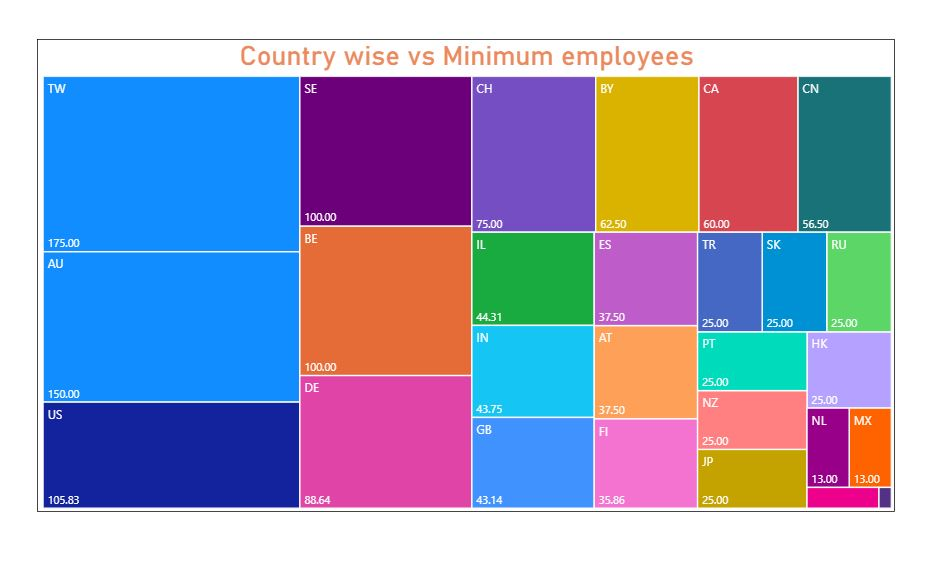 Country wise vs Minimum employees
TW
175.00
AU
150.00
US
105.83
SE
100.00
BE
100.00
DE
88.64
CH
75.00
BY
62.50
CA
60.00
CN
56.50
IL
44.31
IN
43.75
GB
43.14
ES
37.50
AT
37.50
FI
35.86
TR
25.00
SK
25.00
RU
25.00
PT
25.00
NZ
25.00
JP
25.00
HK
25.00
NL
13.00
MX
13.00